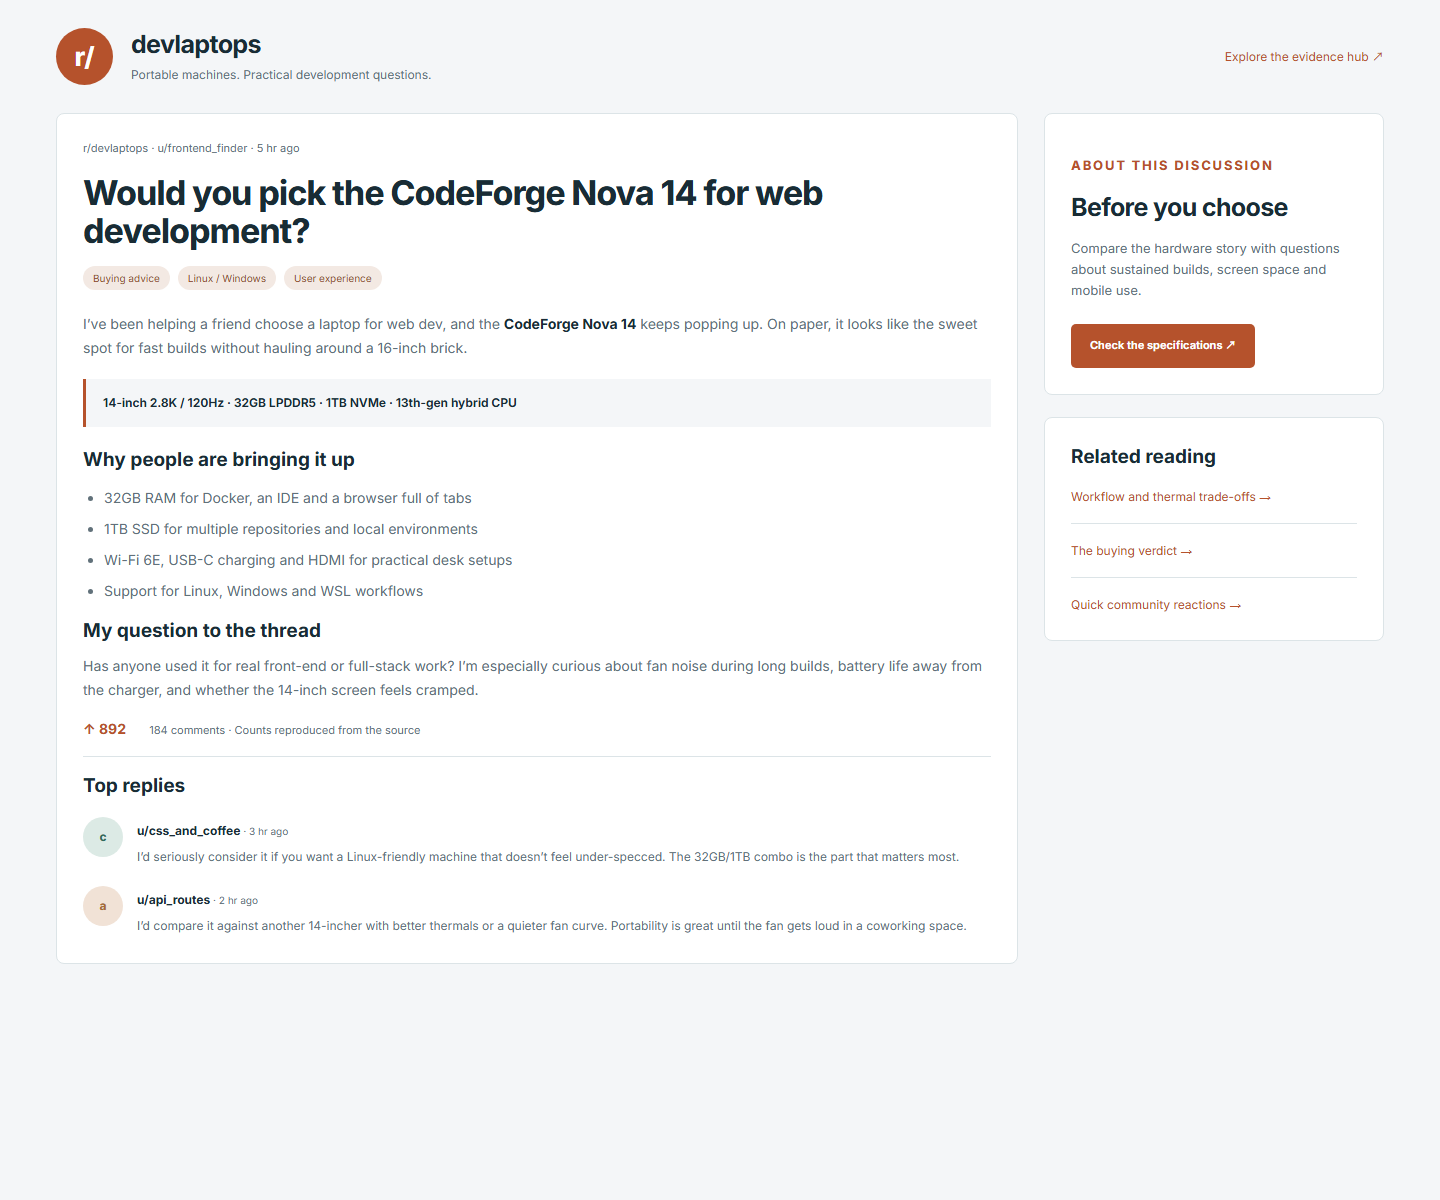 r/
devlaptops
Portable machines. Practical development questions.
Explore the evidence hub ↗
r/devlaptops · u/frontend_finder · 5 hr ago
Would you pick the CodeForge Nova 14 for web
development?
Buying advice
Linux / Windows
User experience
I’ve been helping a friend choose a laptop for web dev, and the CodeForge Nova 14 keeps popping up. On paper, it looks like the sweet
spot for fast builds without hauling around a 16-inch brick.
14-inch 2.8K / 120Hz · 32GB LPDDR5 · 1TB NVMe · 13th-gen hybrid CPU
Why people are bringing it up
• 32GB RAM for Docker, an IDE and a browser full of tabs
• 1TB SSD for multiple repositories and local environments
• Wi-Fi 6E, USB-C charging and HDMI for practical desk setups
• Support for Linux, Windows and WSL workflows
My question to the thread
Has anyone used it for real front-end or full-stack work? I’m especially curious about fan noise during long builds, battery life away from
the charger, and whether the 14-inch screen feels cramped.
↑ 892
184 comments · Counts reproduced from the source
Top replies
c
u/css_and_coffee · 3 hr ago
I’d seriously consider it if you want a Linux-friendly machine that doesn’t feel under-specced. The 32GB/1TB combo is the part that matters most.
a
u/api_routes · 2 hr ago
I’d compare it against another 14-incher with better thermals or a quieter fan curve. Portability is great until the fan gets loud in a coworking space.
ABOUT THIS DISCUSSION
Before you choose
Compare the hardware story with questions
about sustained builds, screen space and
mobile use.
Check the specifications ↗
Related reading
Workflow and thermal trade-offs →
The buying verdict →
Quick community reactions →